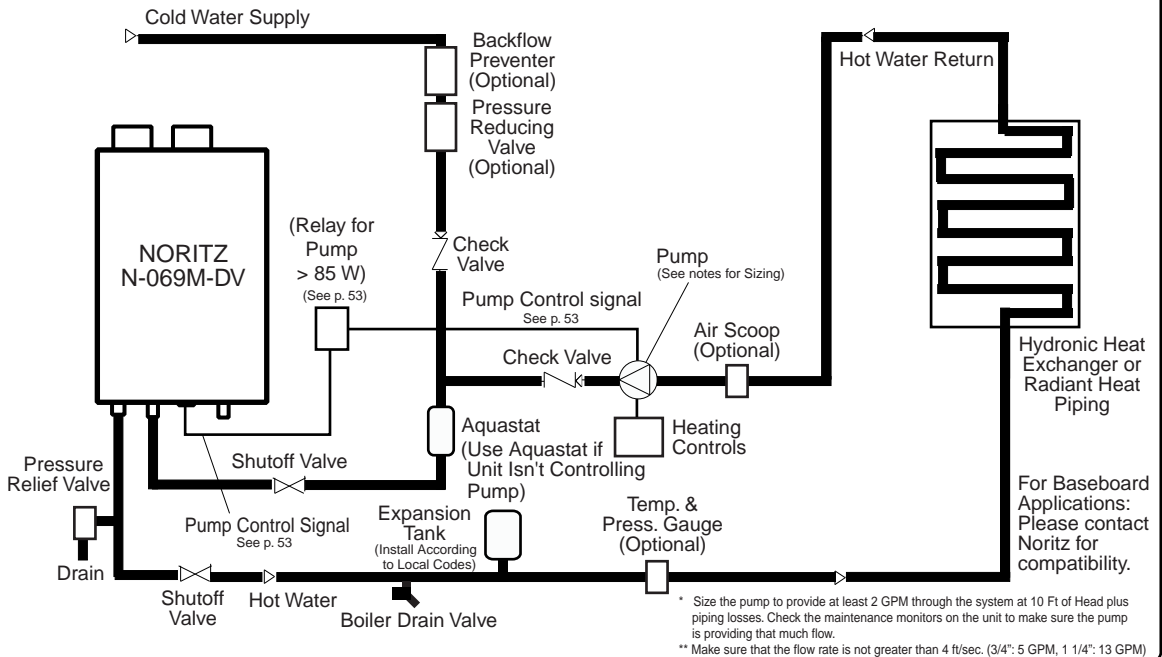 Cold Water Supply
Backflow
Preventer
(Optional)
Pressure
Reducing
Valve
(Optional)
Hot Water Return
NORITZ
N-069M-DV
(Relay for
Pump
> 85 W)
(See p. 53)
Check
Valve
Pump
(See notes for Sizing)
Pump Control signal
See p. 53
Check Valve
Air Scoop
(Optional)
Hydronic Heat
Exchanger or
Radiant Heat
Piping
Aquastat
(Use Aquastat if
Unit Isn't Controlling
Pump)
Heating
Controls
Pressure
Relief Valve
Shutoff Valve
Pump Control Signal
See p. 53
Expansion
Tank
(Install According
to Local Codes)
Temp. &
Press. Gauge
(Optional)
For Baseboard
Applications:
Please contact
Noritz for
compatibility.
Drain
Shutoff
Valve
Hot Water
Boiler Drain Valve
* Size the pump to provide at least 2 GPM through the system at 10 Ft of Head plus
piping losses. Check the maintenance monitors on the unit to make sure the pump
is providing that much flow.
** Make sure that the flow rate is not greater than 4 ft/sec. (3/4": 5 GPM, 1 1/4": 13 GPM)